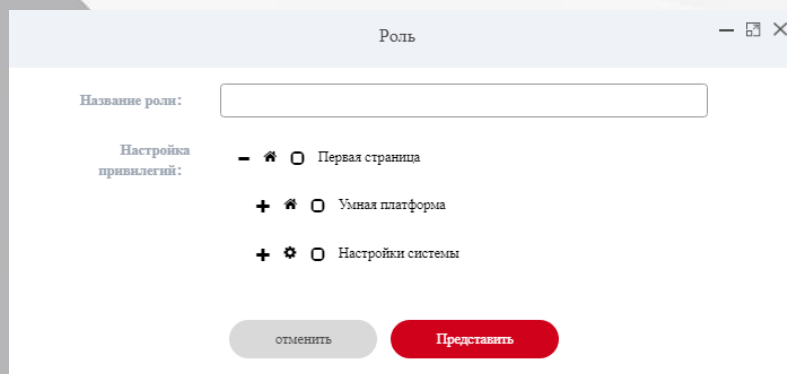 Роль
Название роли:
Настройка
привилегий:
Первая страница
Умная платформа
Настройки системы
отменить
Представить